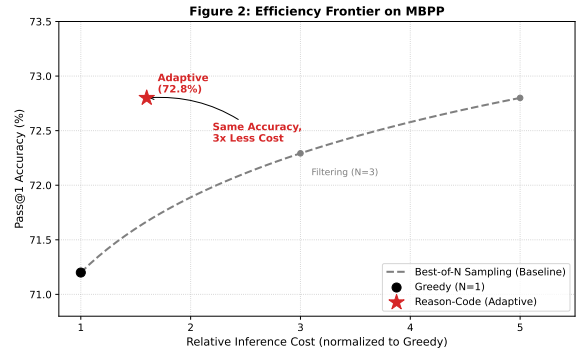 Figure 2: Efficiency Frontier on MBPP
73.5
73.0
72.5
72.0
71.5
71.0
Pass@1 Accuracy (%)
Adaptive
(72.8%)
Same Accuracy,
3x Less Cost
Filtering (N=3)
Best-of-N Sampling (Baseline)
Greedy (N=1)
Reason-Code (Adaptive)
1 2 3 4 5
Relative Inference Cost (normalized to Greedy)